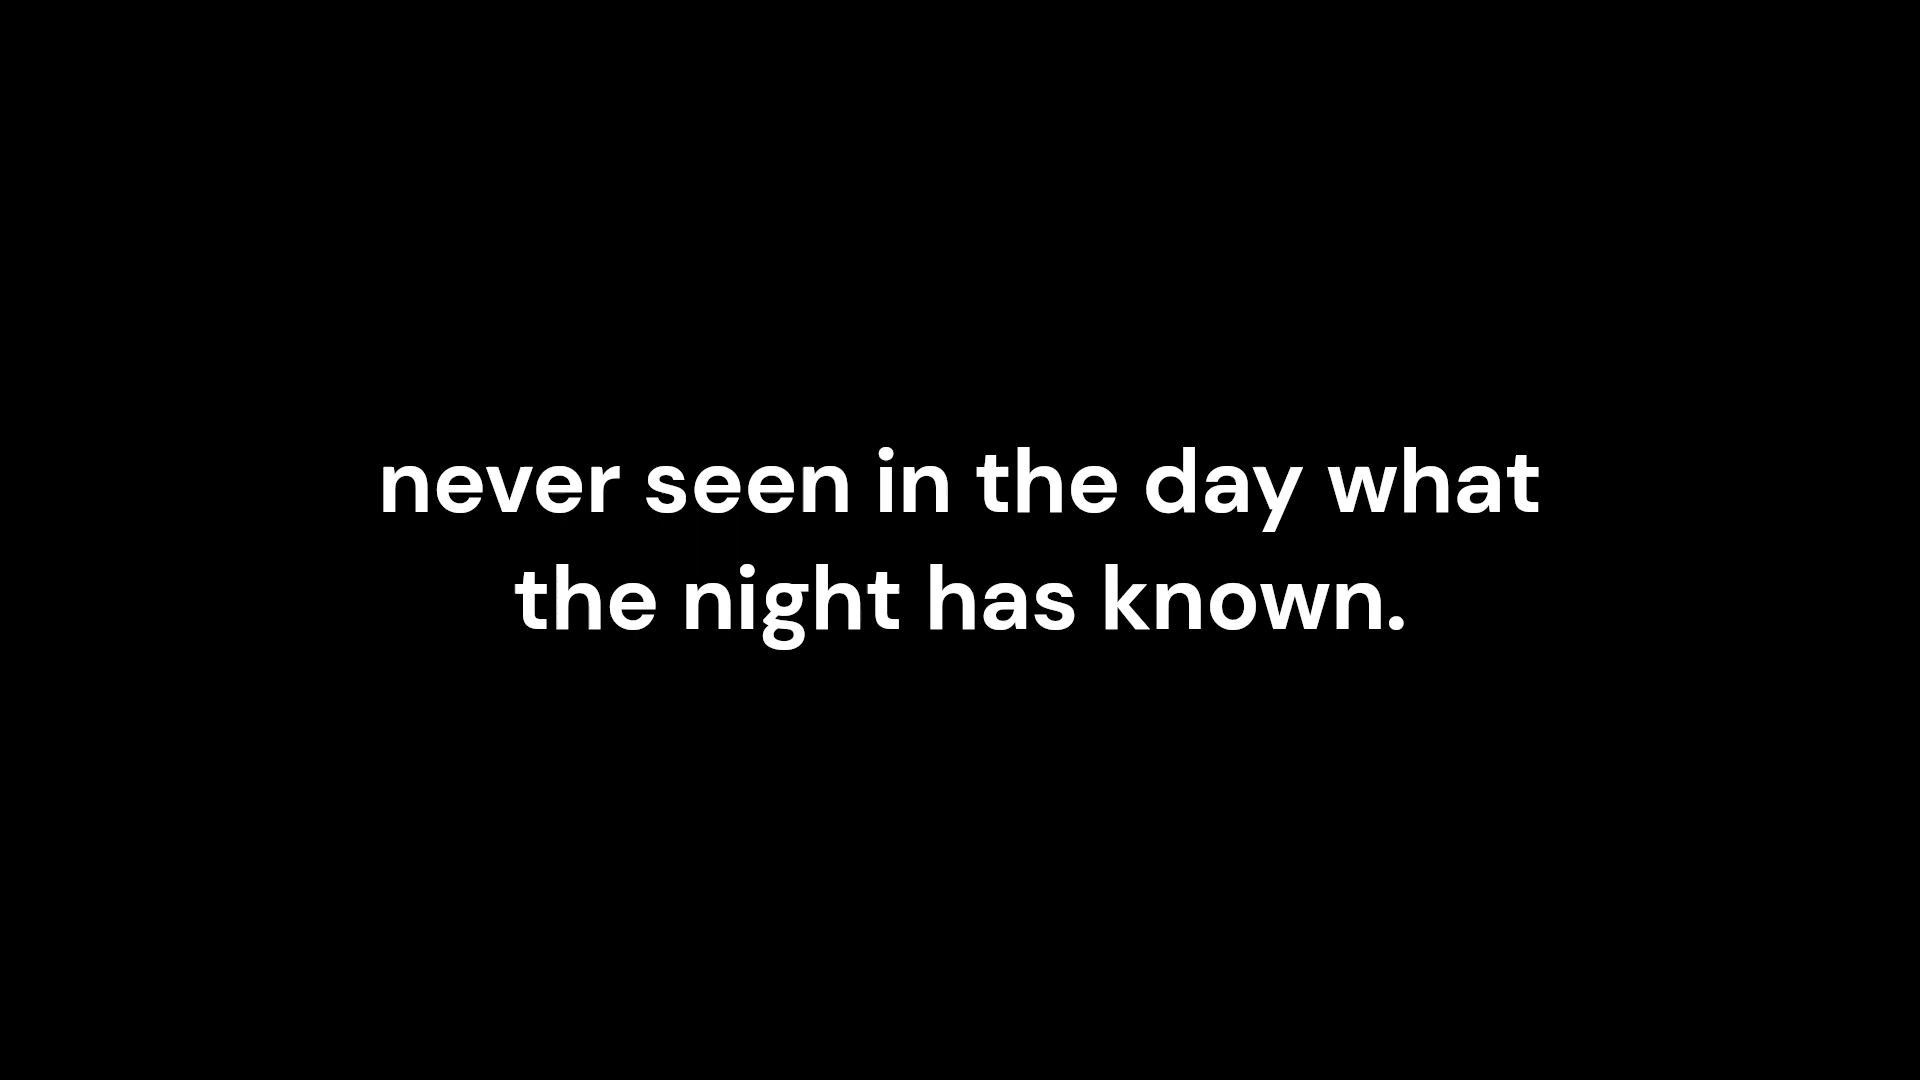 never seen in the day what
the night has known.